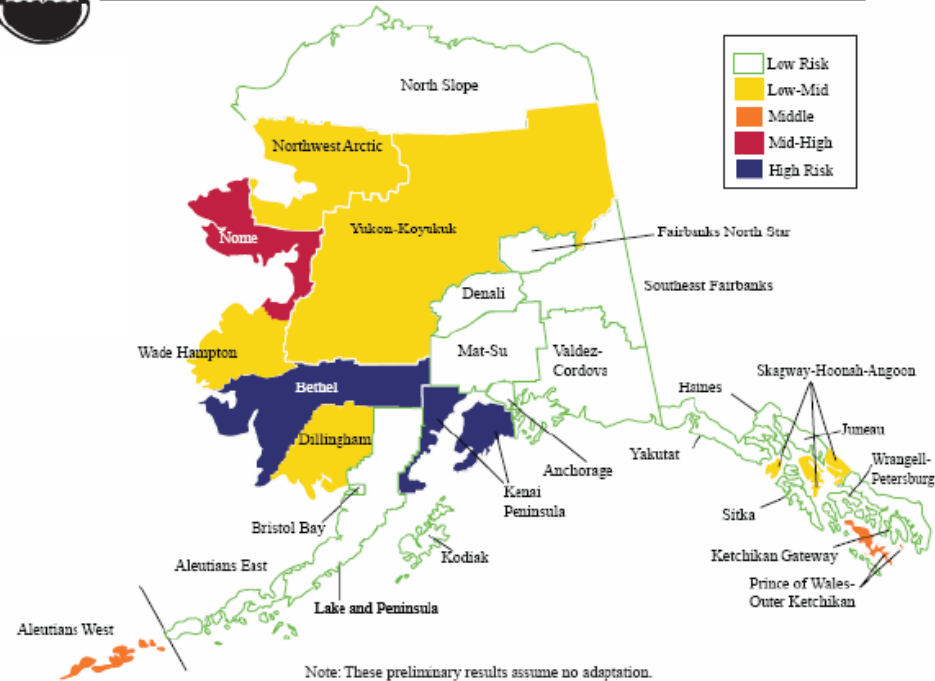 North Slope
Low Risk
Low-Mid
Middle
Mid-High
High Risk
Northwest Arctic
Nome
Yukon-Koyukuk
Fairbanks North Star
Denali
Southeast Fairbanks
Wade Hampton
Mat-Su
Valdez-
Cordova
Skagway-Hoonah-Angoon
Bethel
Haines
Dillingham
Juneau
Anchorage
Yakutat
Wrangell-
Petersburg
Kenai
Peninsula
Bristol Bay
Sitka
Kodiak
Ketchikan Gateway
Aleutians East
Prince of Wales-
Outer Ketchikan
Lake and Peninsula
Aleutians West
Note: These preliminary results assume no adaptation.